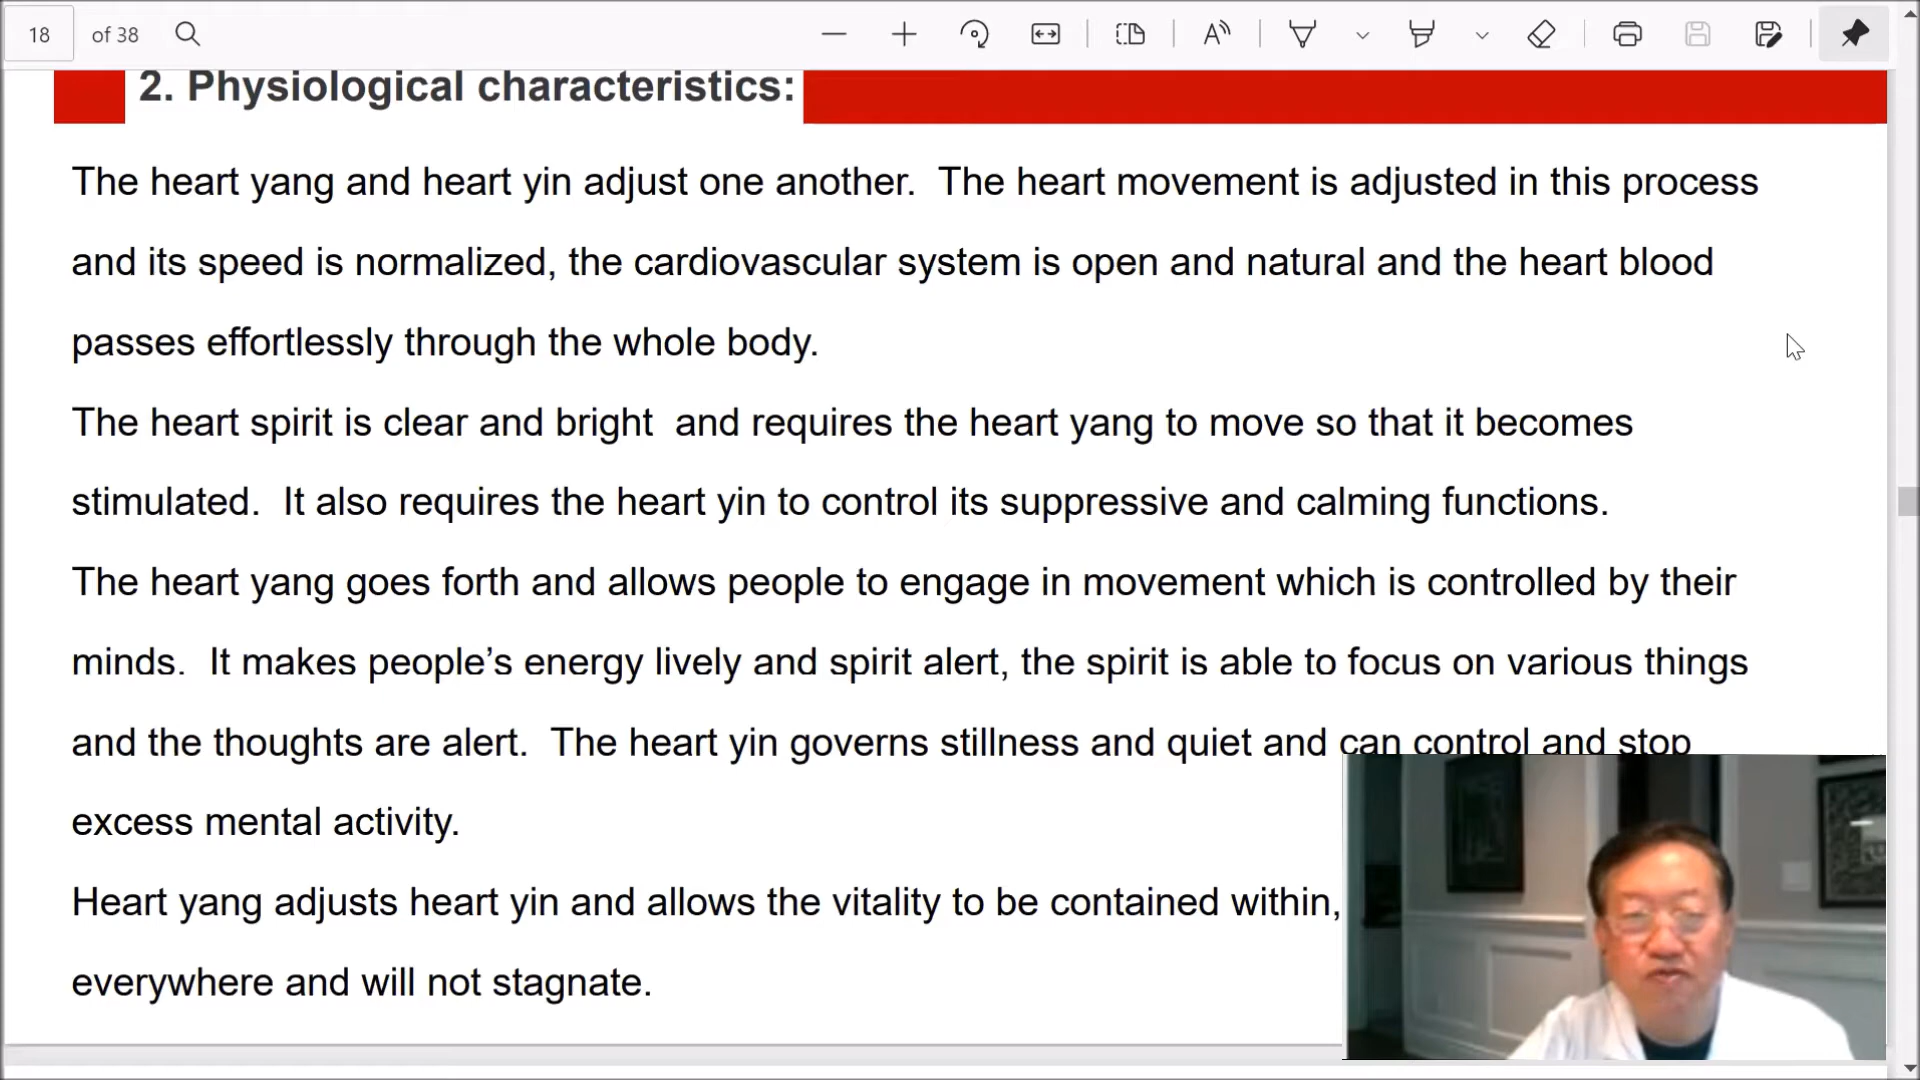 18 of 38
2. Physiological characteristics:
The heart yang and heart yin adjust one another.  The heart movement is adjusted in this process
and its speed is normalized, the cardiovascular system is open and natural and the heart blood
passes effortlessly through the whole body.
The heart spirit is clear and bright  and requires the heart yang to move so that it becomes
stimulated.  It also requires the heart yin to control its suppressive and calming functions.
The heart yang goes forth and allows people to engage in movement which is controlled by their
minds.  It makes people’s energy lively and spirit alert, the spirit is able to focus on various things
and the thoughts are alert.  The heart yin governs stillness and quiet and can control and stop
excess mental activity.
Heart yang adjusts heart yin and allows the vitality to be contained within,
everywhere and will not stagnate.